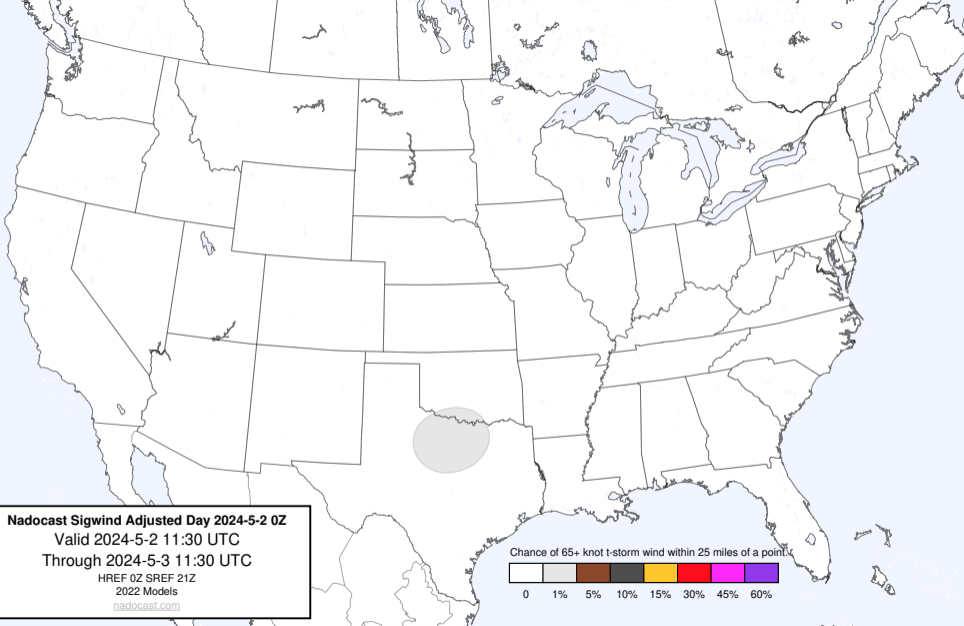 Nadocast Sigwind Adjusted Day 2024-5-2 0Z
Valid 2024-5-2 11:30 UTC
Through 2024-5-3 11:30 UTC
HREF 0Z SREF 21Z
2022 Models
nadocast.com
Chance of 65+ knot t-storm wind within 25 miles of a point.
0 1% 5% 10% 15% 30% 45% 60%